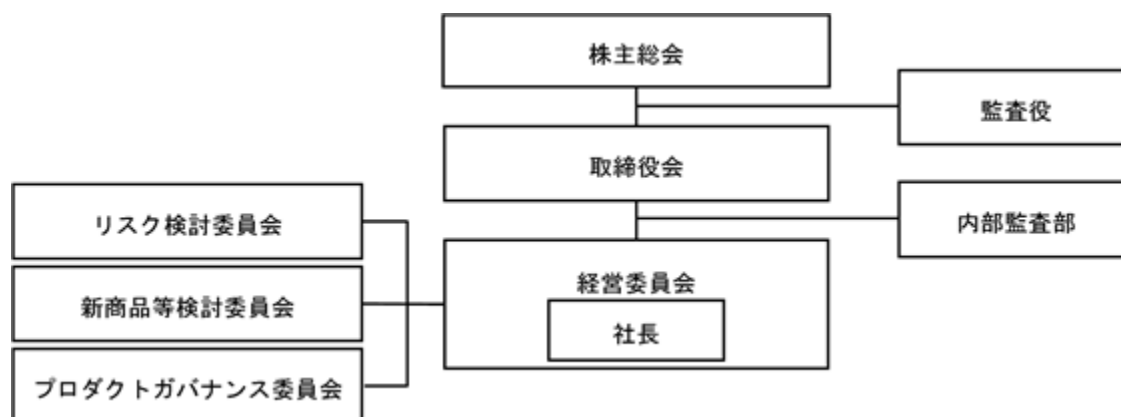 株主総会
監査役
取締役会
内部監査部
リスク検討委員会
新商品等検討委員会
プロダクトガバナンス委員会
経営委員会
社長